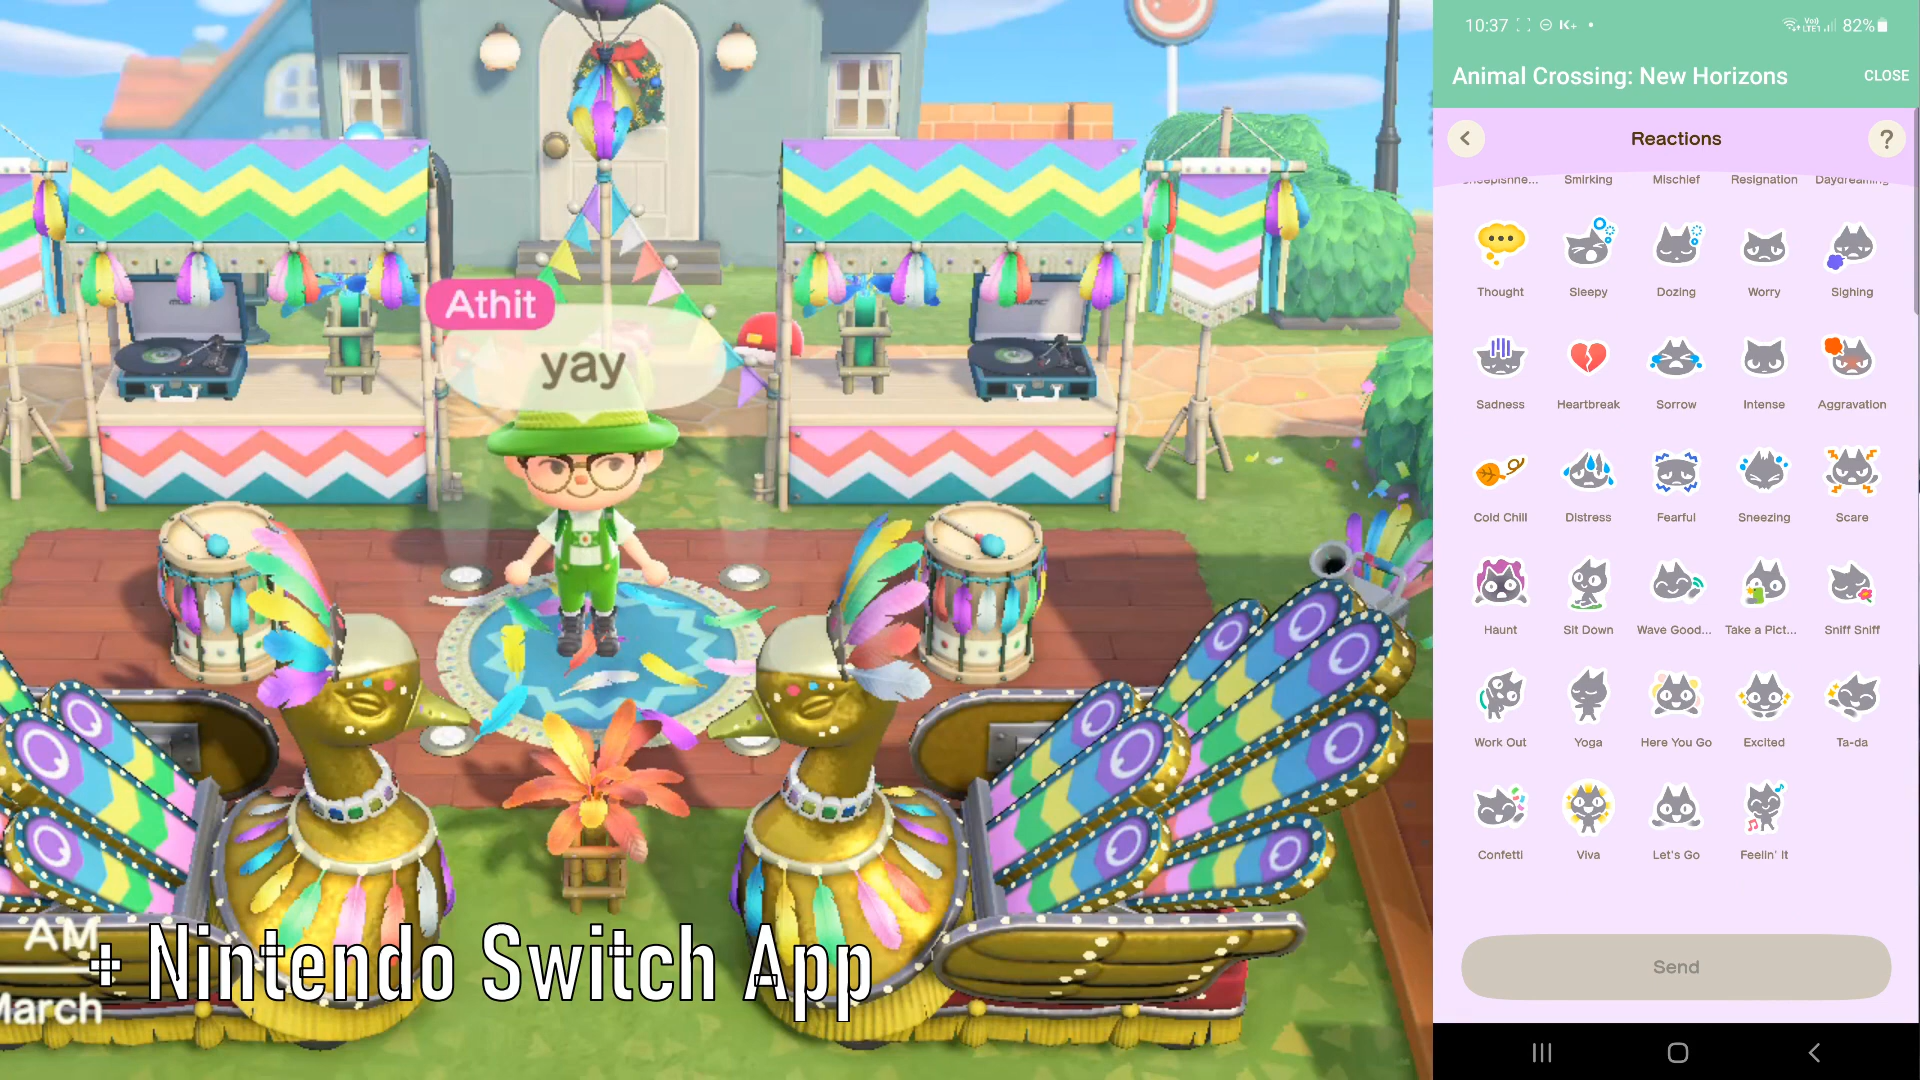 Athit
yay
AM
March
+ Nintendo Switch App
10:37
82%
Animal Crossing: New Horizons
CLOSE
Reactions
?
Smirking Mischief Resignation Daydreaming
Thought Sleepy Dozing Worry Sighing
Sadness Heartbreak Sorrow Intense Aggravation
Cold Chill Distress Fearful Sneezing Scare
Haunt Sit Down Wave Good... Take a Pict... Sniff Sniff
Work Out Yoga Here You Go Excited Ta-da
Confetti Viva Let's Go Feelin' It
Send